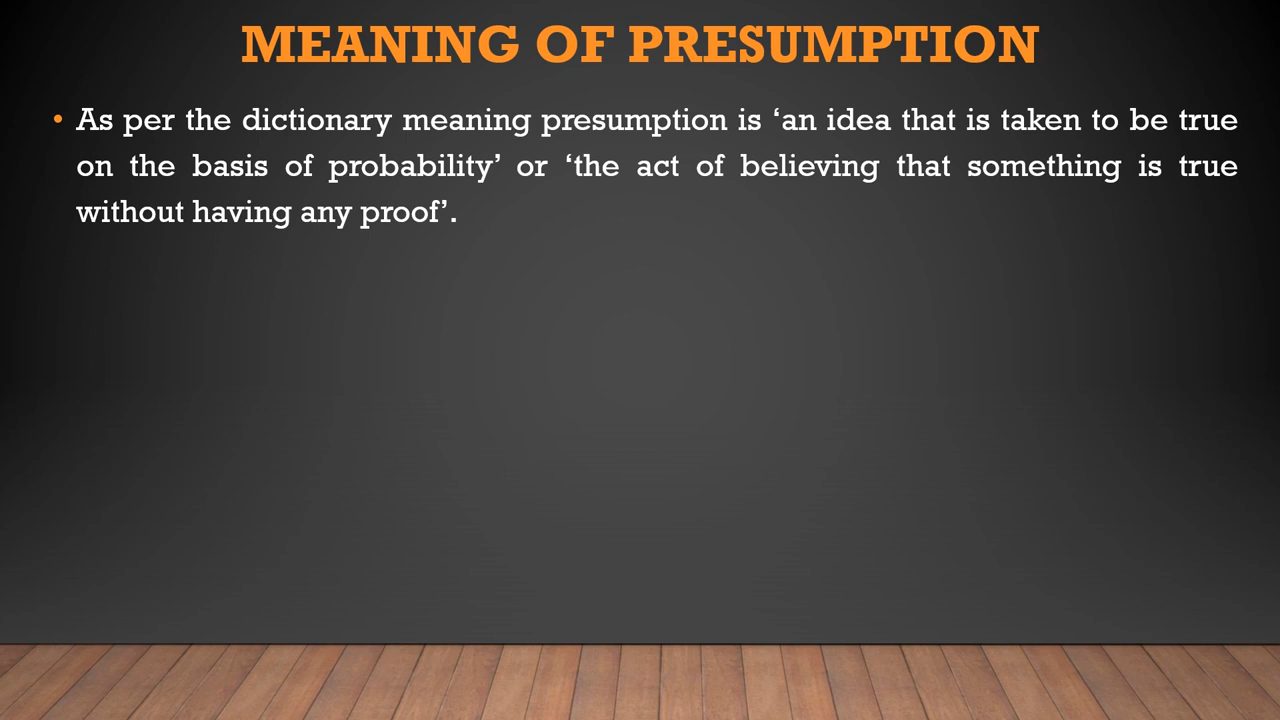 MEANING OF PRESUMPTION
• As per the dictionary meaning presumption is ‘an idea that is taken to be true
on the basis of probability’ or ‘the act of believing that something is true
without having any proof’.